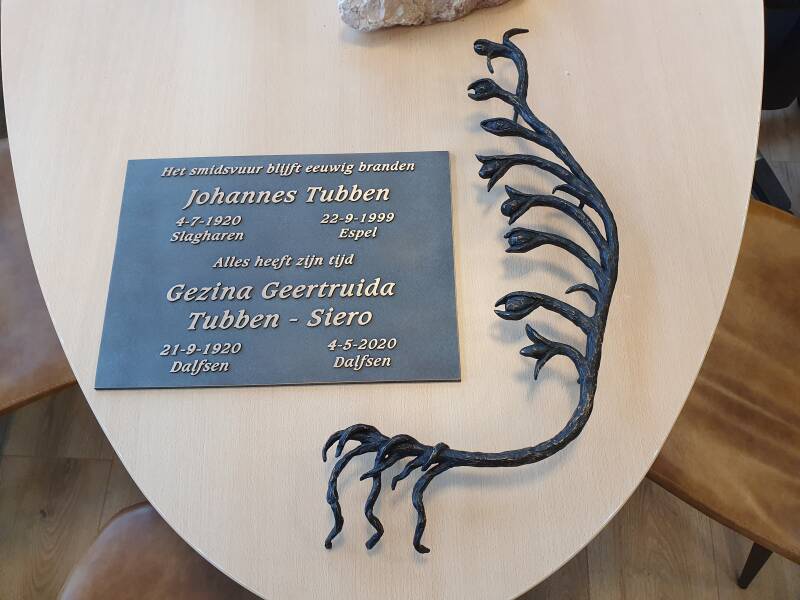 Het smidsvuur blijft eeuwig branden
Johannes Tubben
4-7-1920 22-9-1999
Slagharen Espel
Alles heeft zijn tijd
Gezina Geertruida
Tubben - Siero
21-9-1920 4-5-2020
Dalfsen Dalfsen